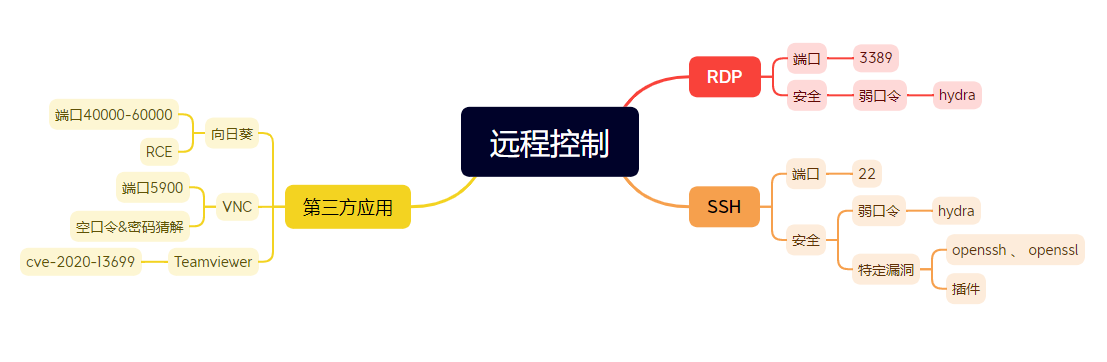 远程控制
RDP
端口
3389
安全
弱口令
hydra
SSH
端口
22
安全
弱口令
hydra
特定漏洞
openssh 、 openssl
插件
第三方应用
向日葵
端口40000-60000
RCE
VNC
端口5900
空口令&密码猜解
Teamviewer
cve-2020-13699